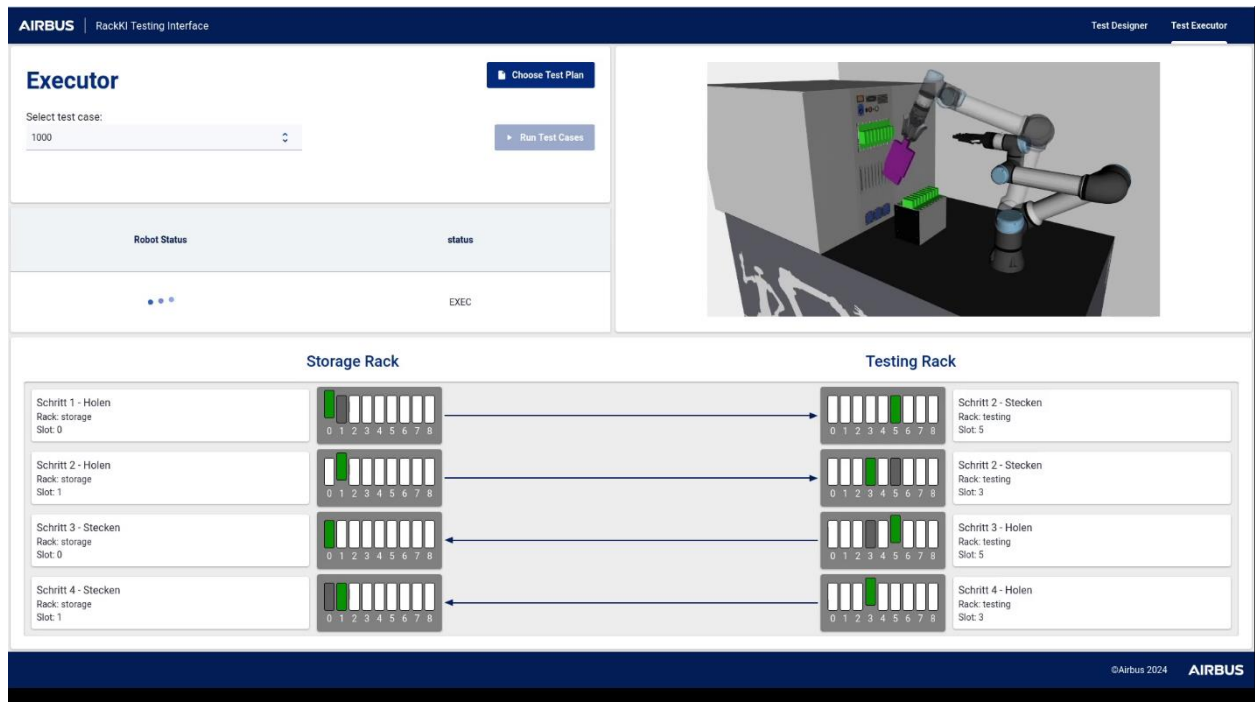 AIRBUS
RackKI Testing Interface
Test Designer
Test Executor
Executor
Choose Test Plan
Select test case:
1000
Run Test Cases
Robot Status
status
EXEC
Storage Rack
Testing Rack
Schritt 1 - Holen
Rack: storage
Slot: 0
0 1 2 3 4 5 6 7 8
0 1 2 3 4 5 6 7 8
Schritt 2 - Stecken
Rack: testing
Slot: 5
Schritt 2 - Holen
Rack: storage
Slot: 1
0 1 2 3 4 5 6 7 8
0 1 2 3 4 5 6 7 8
Schritt 2 - Stecken
Rack: testing
Slot: 3
Schritt 3 - Stecken
Rack: storage
Slot: 0
0 1 2 3 4 5 6 7 8
0 1 2 3 4 5 6 7 8
Schritt 3 - Holen
Rack: testing
Slot: 5
Schritt 4 - Stecken
Rack: storage
Slot: 1
0 1 2 3 4 5 6 7 8
0 1 2 3 4 5 6 7 8
Schritt 4 - Holen
Rack: testing
Slot: 3
©Airbus 2024
AIRBUS